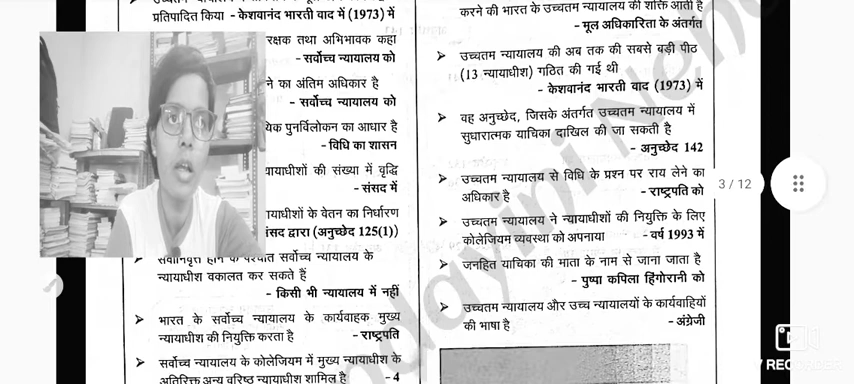 प्रतिपादित किया - केशवानंद भारती वाद में (1973) में
रक्षक तथा अभिभावक कहा
- सर्वोच्च न्यायालय को
ने का अंतिम अधिकार है
- सर्वोच्च न्यायालय को
यिक पुनर्विलोकन का आधार है
- विधि का शासन
यायाधीशों की संख्या में वृद्धि
- संसद में
यायाधीशों के वेतन का निर्धारण
संसद द्वारा (अनुच्छेद 125(1))
सेवानिवृत्त होने के पश्चात सर्वोच्च न्यायालय के
न्यायाधीश वकालत कर सकते हैं
- किसी भी न्यायालय में नहीं
➤ भारत के सर्वोच्च न्यायालय के कार्यवाहक मुख्य
न्यायाधीश की नियुक्ति करता है - राष्ट्रपति
➤ सर्वोच्च न्यायालय के कोलेजियम में मुख्य न्यायाधीश के
अतिरिक्त अन्य वरिष्ठ न्यायाधीश शामिल है - 4
करने की भारत के उच्चतम न्यायालय की शक्ति आती है
- मूल अधिकारिता के अंतर्गत
➤ उच्चतम न्यायालय की अब तक की सबसे बड़ी पीठ
(13 न्यायाधीश) गठित की गई थी
- केशवानंद भारती वाद (1973) में
➤ वह अनुच्छेद, जिसके अंतर्गत उच्चतम न्यायालय में
सुधारात्मक याचिका दाखिल की जा सकती है
- अनुच्छेद 142
➤ उच्चतम न्यायालय से विधि के प्रश्न पर राय लेने का
अधिकार है - राष्ट्रपति को
➤ उच्चतम न्यायालय ने न्यायाधीशों की नियुक्ति के लिए
कोलेजियम व्यवस्था को अपनाया - वर्ष 1993 में
➤ जनहित याचिका की माता के नाम से जाना जाता है
- पुष्पा कपिला हिंगोरानी को
➤ उच्चतम न्यायालय और उच्च न्यायालयों के कार्यवाहियों
की भाषा है - अंग्रेजी
3 / 12